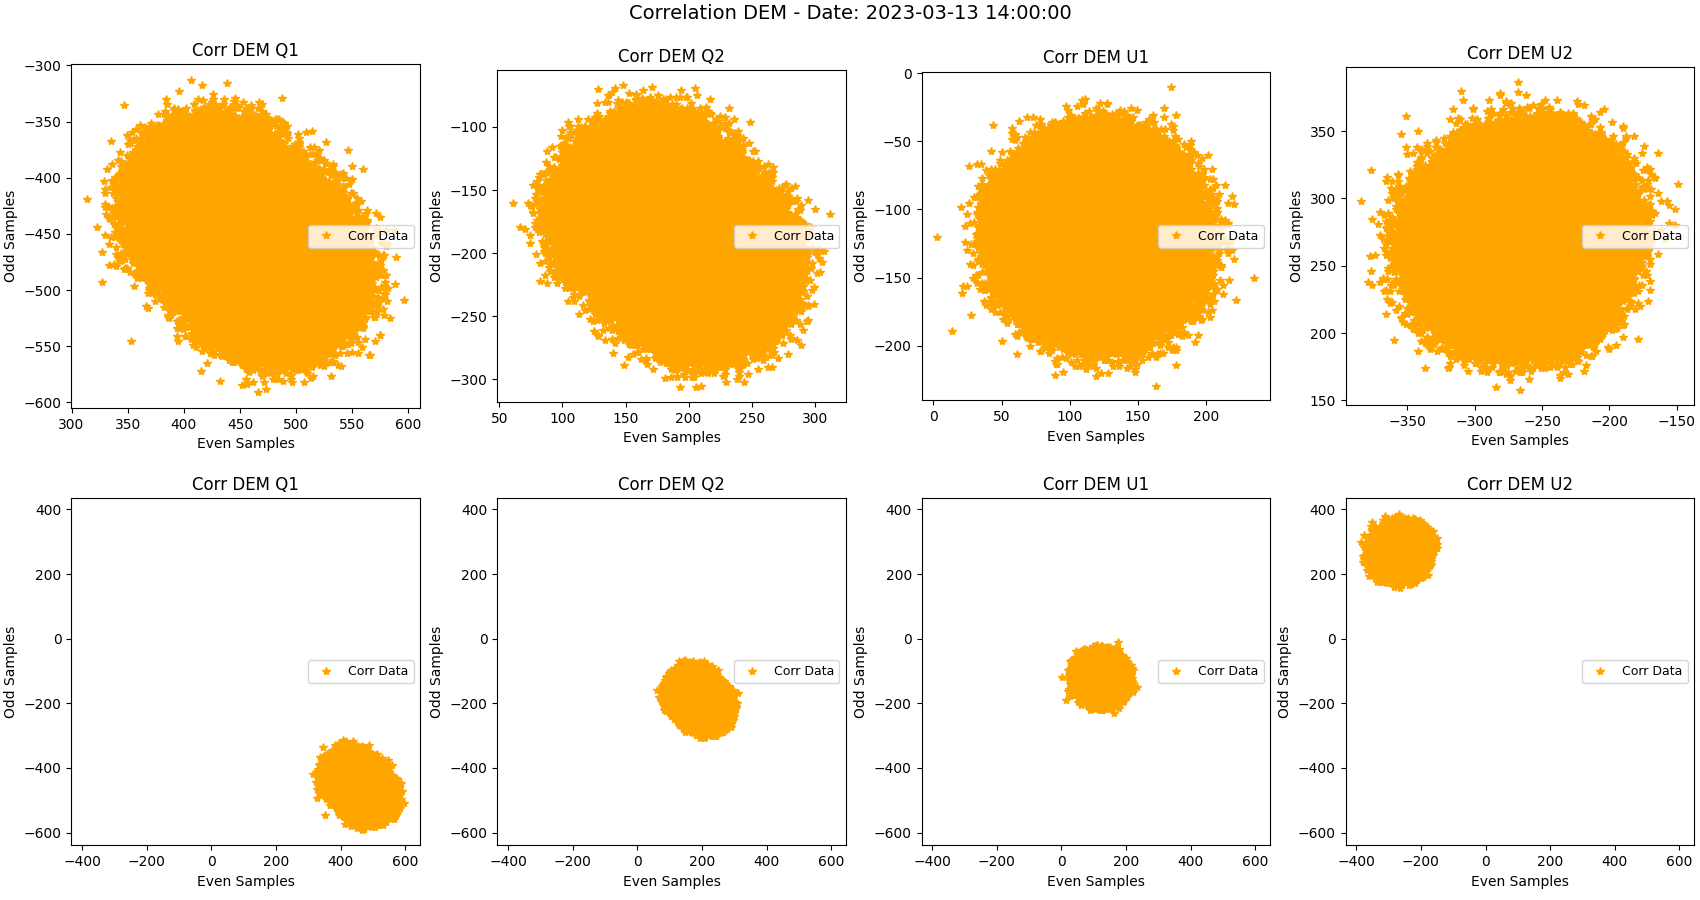 Correlation DEM - Date: 2023-03-13 14:00:00
Corr DEM Q1
−300
−350
−400
−450
−500
−550
−600
Odd Samples
Corr Data
300 350 400 450 500 550 600
Even Samples
Corr DEM Q2
−100
−150
−200
−250
−300
Odd Samples
Corr Data
50 100 150 200 250 300
Even Samples
Corr DEM U1
0
−50
−100
−150
−200
Odd Samples
Corr Data
0 50 100 150 200
Even Samples
Corr DEM U2
350
300
250
200
150
Odd Samples
Corr Data
−350 −300 −250 −200 −150
Even Samples
Corr DEM Q1
400
200
0
−200
−400
−600
Odd Samples
Corr Data
−400 −200 0 200 400 600
Even Samples
Corr DEM Q2
400
200
0
−200
−400
−600
Odd Samples
Corr Data
−400 −200 0 200 400 600
Even Samples
Corr DEM U1
400
200
0
−200
−400
−600
Odd Samples
Corr Data
−400 −200 0 200 400 600
Even Samples
Corr DEM U2
400
200
0
−200
−400
−600
Odd Samples
Corr Data
−400 −200 0 200 400 600
Even Samples